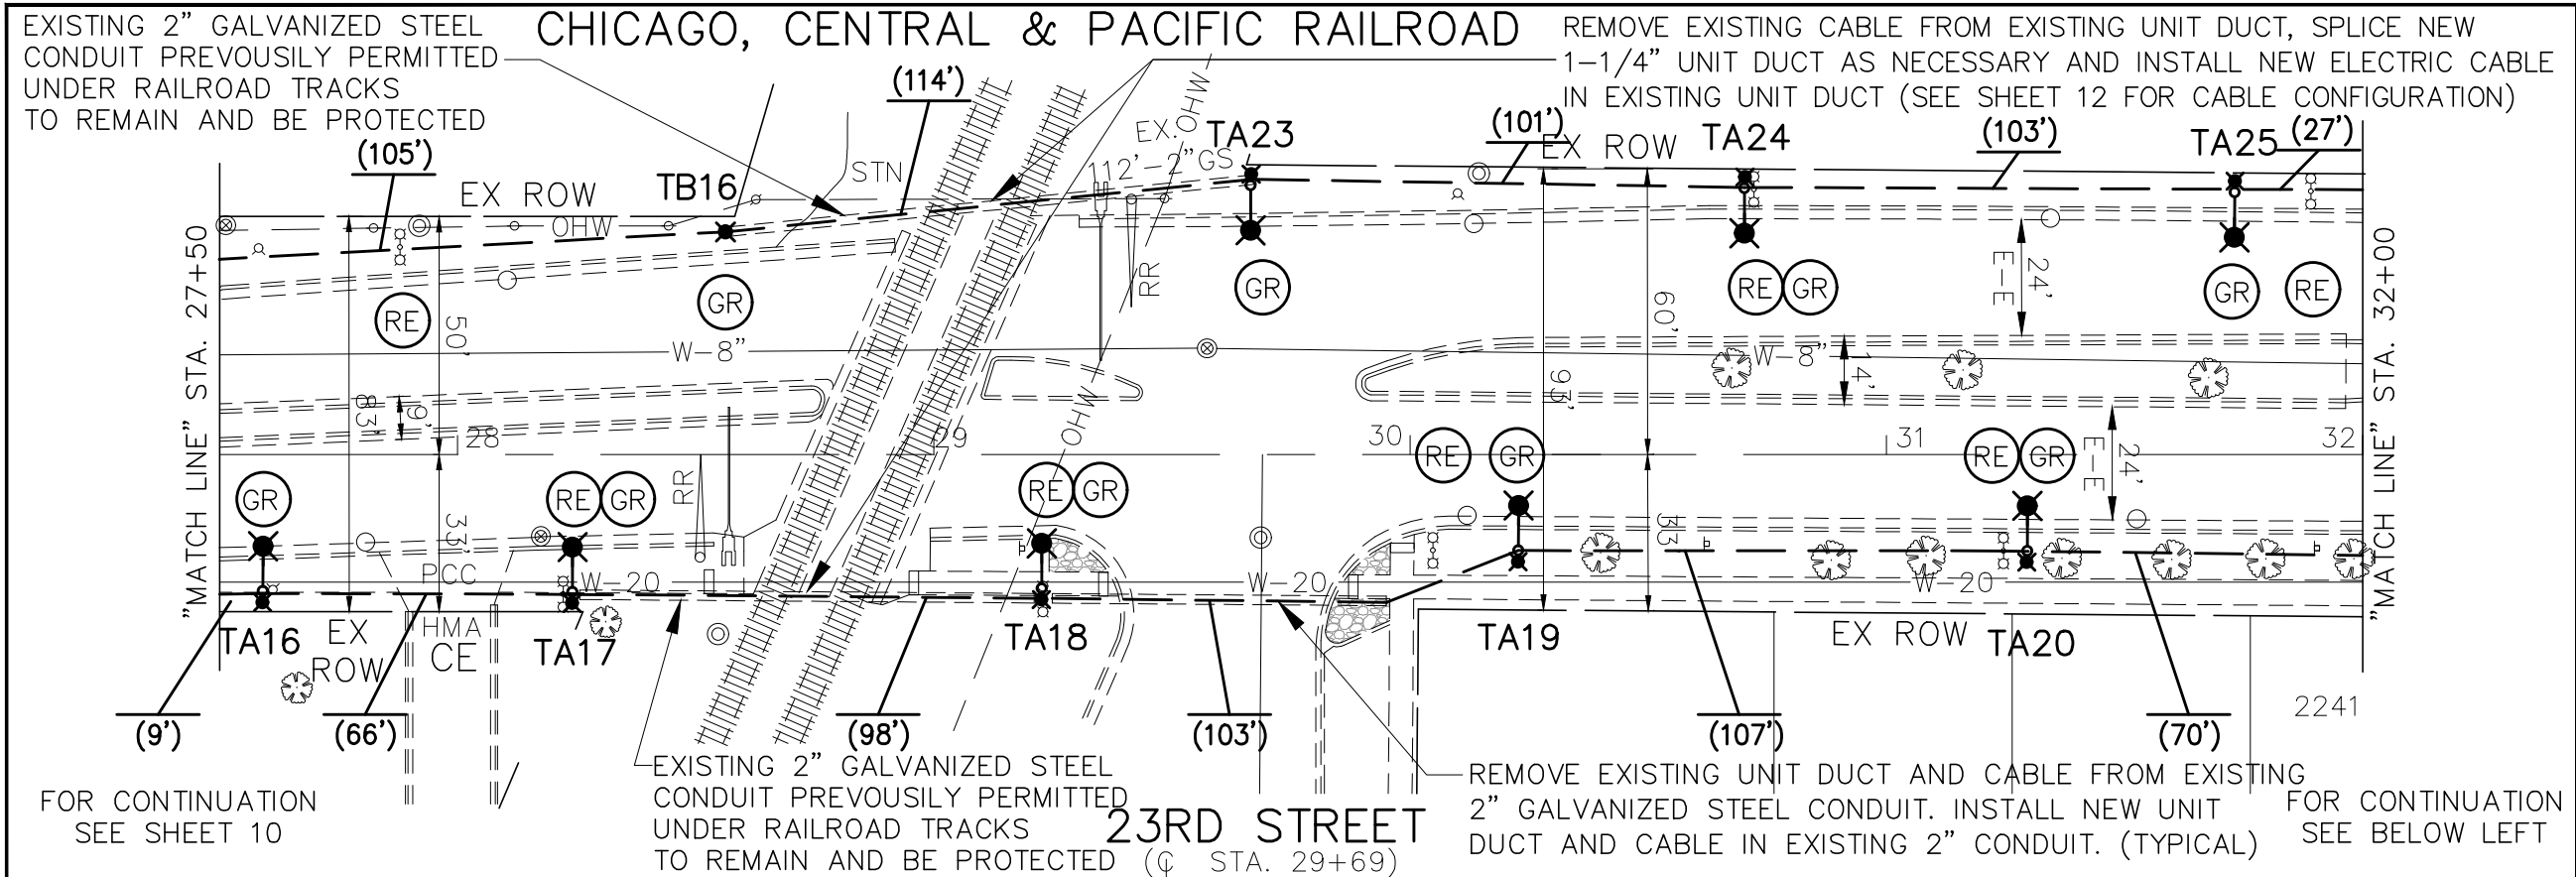 EXISTING 2" GALVANIZED STEEL
CONDUIT PREVOUSILY PERMITTED
UNDER RAILROAD TRACKS
TO REMAIN AND BE PROTECTED
CHICAGO, CENTRAL & PACIFIC RAILROAD
REMOVE EXISTING CABLE FROM EXISTING UNIT DUCT, SPLICE NEW
1-1/4" UNIT DUCT AS NECESSARY AND INSTALL NEW ELECTRIC CABLE
IN EXISTING UNIT DUCT (SEE SHEET 12 FOR CABLE CONFIGURATION)
(105')
(114')
(101')
(103')
(27')
EX ROW
TB16
STN
EX.
OHW
112'-2"GS
TA23
EX ROW
TA24
TA25
OHW
"MATCH LINE" STA. 27+50
RE
50'
GR
RR
GR
RE
GR
24'
E-E
GR
RE
"MATCH LINE" STA. 32+00
W-8"
60'
W-8"
14'
83'
9'
93'
28
29
OHW
30
31
32
GR
RE
GR
RR
RE
GR
RE
GR
RE
GR
24'
E-E
33'
33'
PCC
W-20
W-20
W-20
TA16
EX
ROW
HMA
CE
TA17
TA18
TA19
EX ROW
TA20
(9')
(66')
(98')
(103')
(107')
(70')
2241
FOR CONTINUATION
SEE SHEET 10
EXISTING 2" GALVANIZED STEEL
CONDUIT PREVOUSILY PERMITTED
UNDER RAILROAD TRACKS
TO REMAIN AND BE PROTECTED
23RD STREET
(℄ STA. 29+69)
REMOVE EXISTING UNIT DUCT AND CABLE FROM EXISTING
2" GALVANIZED STEEL CONDUIT. INSTALL NEW UNIT
DUCT AND CABLE IN EXISTING 2" CONDUIT. (TYPICAL)
FOR CONTINUATION
SEE BELOW LEFT